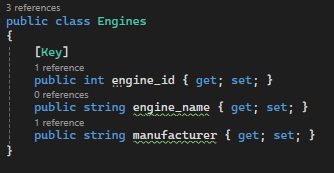 3 references
public class Engines
{
[Key]
1 reference
public int engine_id { get; set; }
0 references
public string engine_name { get; set; }
1 reference
public string manufacturer { get; set; }
}